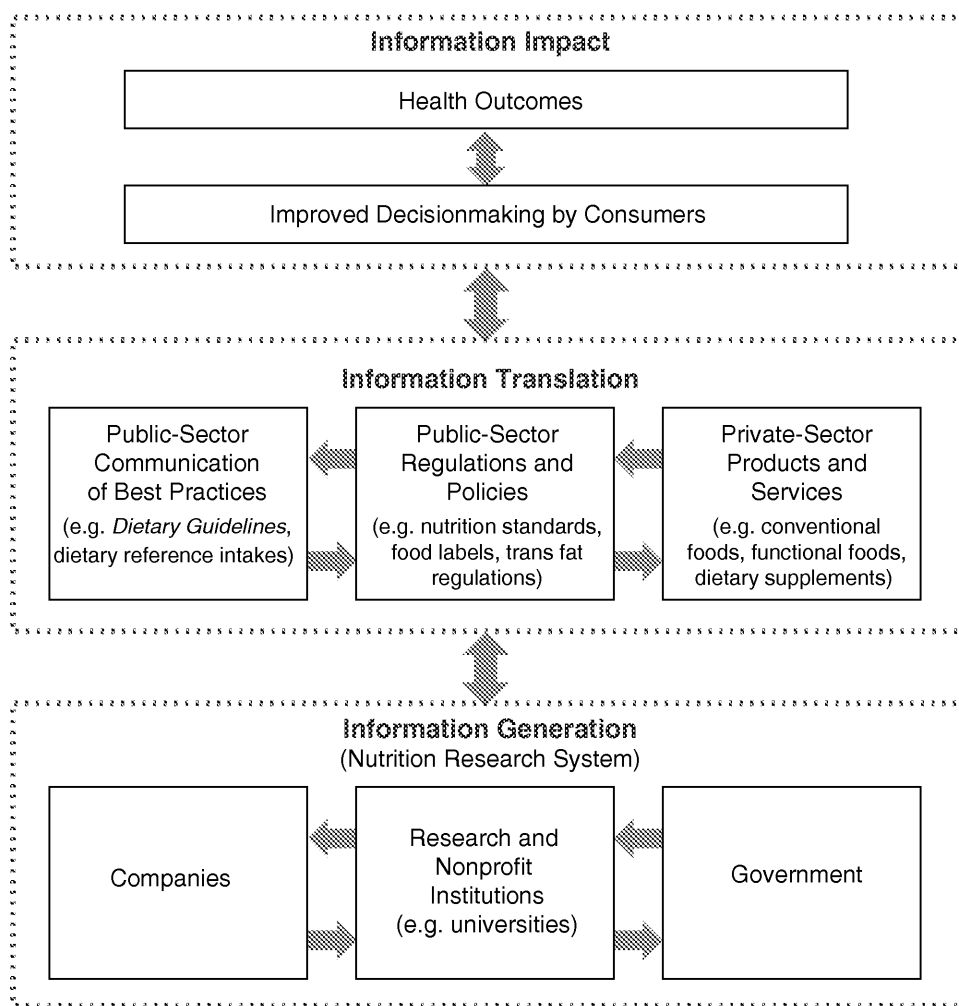 Information Impact
Health Outcomes
Improved Decisionmaking by Consumers
Information Translation
Public-Sector
Communication
of Best Practices
(e.g. Dietary Guidelines,
dietary reference intakes)
Public-Sector
Regulations and
Policies
(e.g. nutrition standards,
food labels, trans fat
regulations)
Private-Sector
Products and
Services
(e.g. conventional
foods, functional foods,
dietary supplements)
Information Generation
(Nutrition Research System)
Companies
Research and
Nonprofit
Institutions
(e.g. universities)
Government